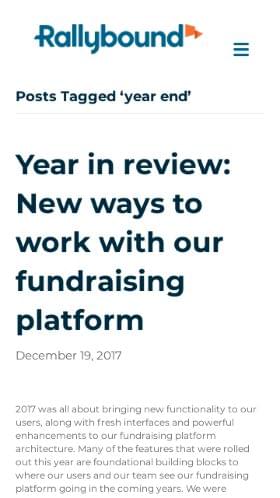 Rallybound
Posts Tagged ‘year end’
Year in review:
New ways to
work with our
fundraising
platform
December 19, 2017
2017 was all about bringing new functionality to our
users, along with fresh interfaces and powerful
enhancements to our fundraising platform
architecture. Many of the features that were rolled
out this year are foundational building blocks to
where our users and our team see our fundraising
platform going in the coming years. We were